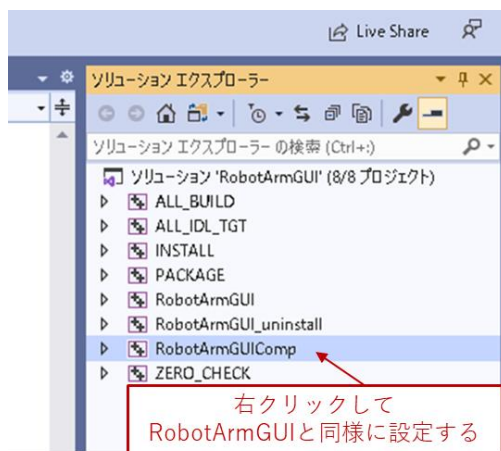 Live Share
ソリューション エクスプローラー
ソリューション エクスプローラー の検索 (Ctrl+:)
ソリューション 'RobotArmGUI' (8/8 プロジェクト)
ALL_BUILD
ALL_IDL_TGT
INSTALL
PACKAGE
RobotArmGUI
RobotArmGUI_uninstall
RobotArmGUIComp
ZERO_CHECK
右クリックして
RobotArmGUIと同様に設定する